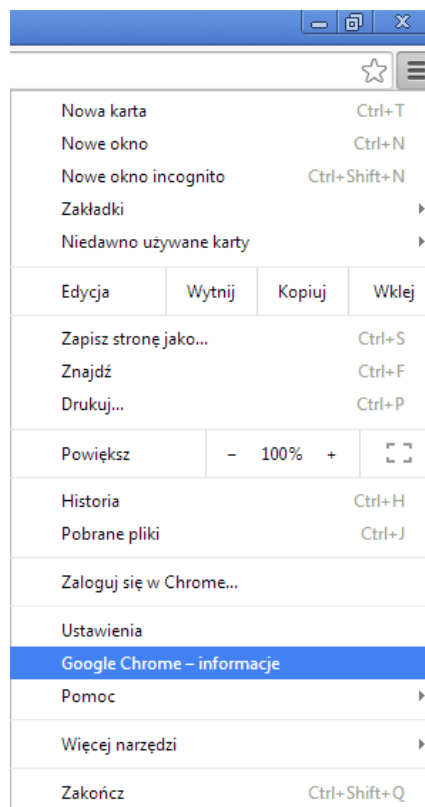 Nowa karta Ctrl+T
Nowe okno Ctrl+N
Nowe okno incognito Ctrl+Shift+N
Zakładki
Niedawno używane karty
Edycja Wytnij Kopiuj Wklej
Zapisz stronę jako... Ctrl+S
Znajdź Ctrl+F
Drukuj... Ctrl+P
Powiększ – 100% +
Historia Ctrl+H
Pobrane pliki Ctrl+J
Zaloguj się w Chrome...
Ustawienia
Google Chrome – informacje
Pomoc
Więcej narzędzi
Zakończ Ctrl+Shift+Q